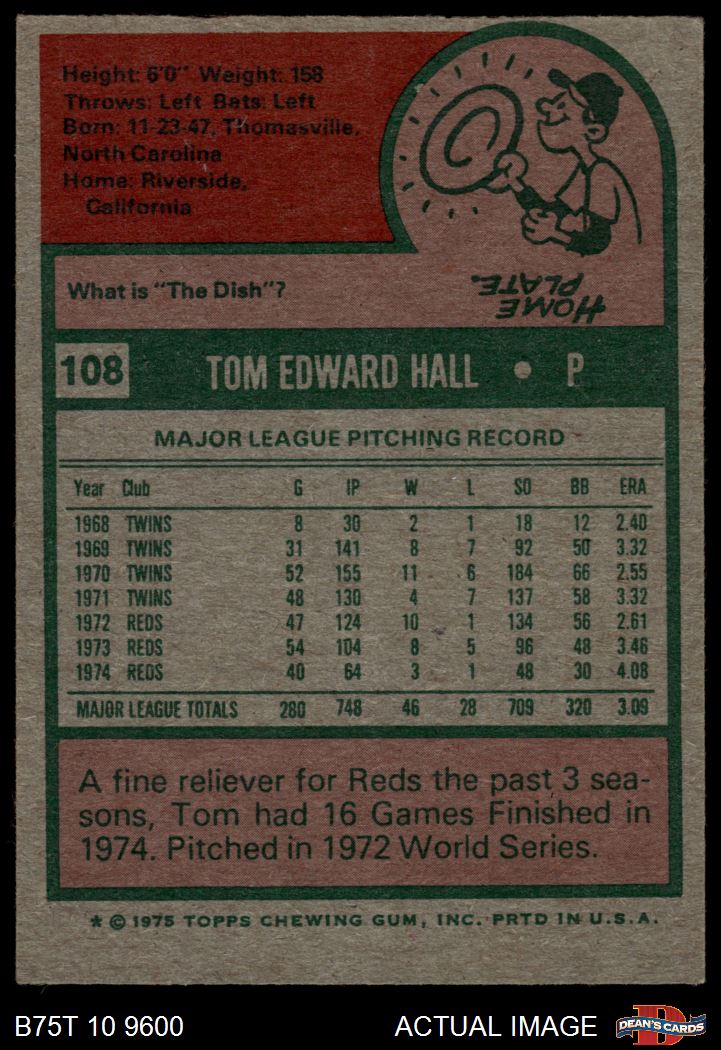 Height: 6'0" Weight: 158
Throws: Left Bats: Left
Born: 11-23-47, Thomasville,
North Carolina
Home: Riverside,
California
What is "The Dish"?
HOME
PLATE.
108 TOM EDWARD HALL • P
MAJOR LEAGUE PITCHING RECORD
Year Club G IP W L SO BB ERA
1968 TWINS 8 30 2 1 18 12 2.40
1969 TWINS 31 141 8 7 92 50 3.32
1970 TWINS 52 155 11 6 184 66 2.55
1971 TWINS 48 130 4 7 137 58 3.32
1972 REDS 47 124 10 1 134 56 2.61
1973 REDS 54 104 8 5 96 48 3.46
1974 REDS 40 64 3 1 48 30 4.08
MAJOR LEAGUE TOTALS 280 748 46 28 709 320 3.09
A fine reliever for Reds the past 3 sea-
sons, Tom had 16 Games Finished in
1974. Pitched in 1972 World Series.
* © 1975 TOPPS CHEWING GUM, INC. PRTD IN U.S.A.
B75T 10 9600 ACTUAL IMAGE D DEAN'S CARDS